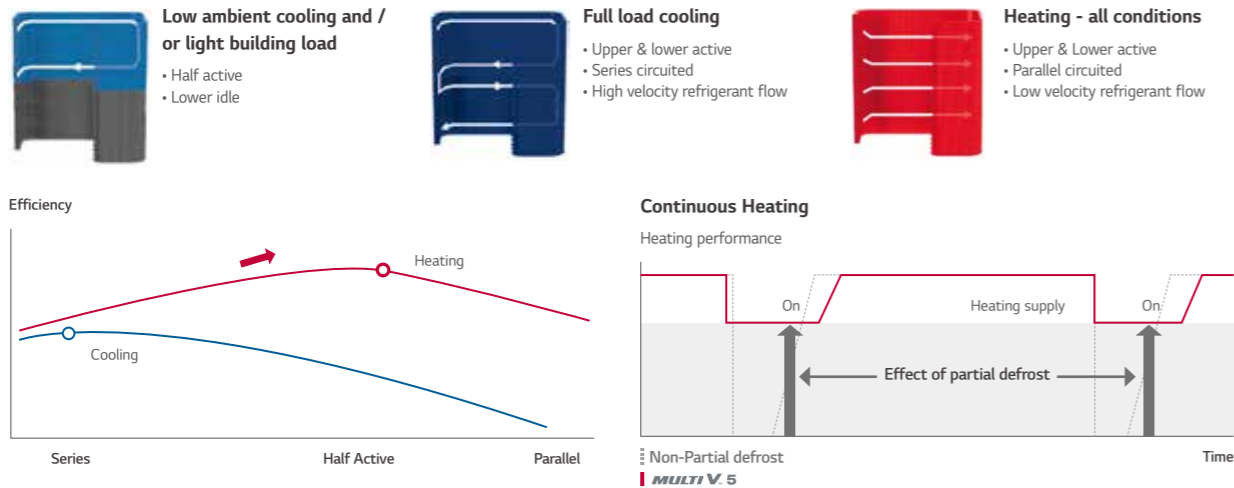 Low ambient cooling and /
or light building load
• Half active
• Lower idle
Full load cooling
• Upper & lower active
• Series circuited
• High velocity refrigerant flow
Heating - all conditions
• Upper & Lower active
• Parallel circuited
• Low velocity refrigerant flow
Efficiency
Heating
Cooling
Series
Half Active
Parallel
Continuous Heating
Heating performance
On
Heating supply
On
Effect of partial defrost
Non-Partial defrost
Time
MULTI V. 5